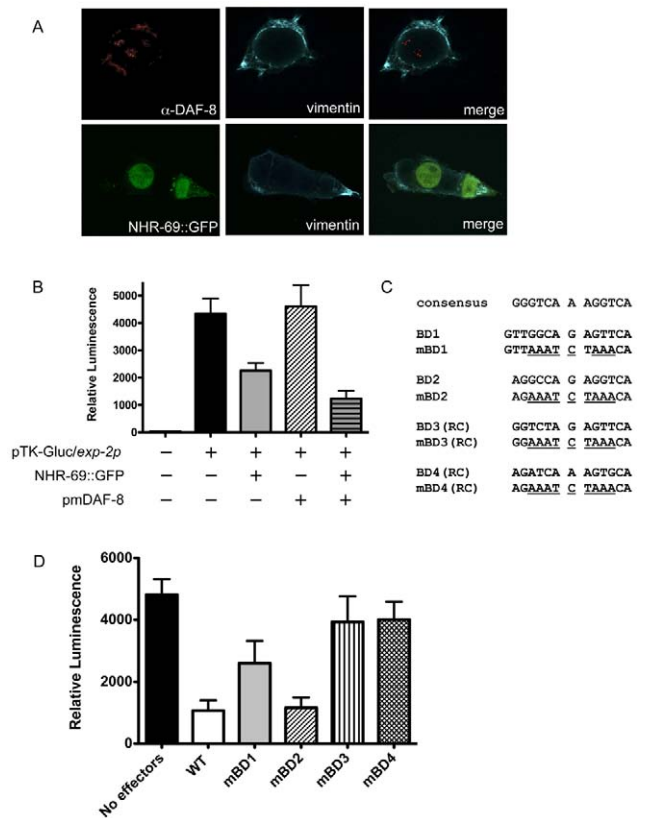 A
α-DAF-8
vimentin
merge
NHR-69::GFP
vimentin
merge
B
Relative Luminescence
5000
4000
3000
2000
1000
0
pTK-Gluc/exp-2p − + + + +
NHR-69::GFP − − + − +
pmDAF-8 − − − + +
C
consensus GGGTCA A AGGTCA
BD1 GTTGGCA G AGTTCA
mBD1 GTTAAAT C TAAACA
BD2 AGGCCA G AGGTCA
mBD2 AGAAAT C TAAACA
BD3(RC) GGTCTA G AGTTCA
mBD3(RC) GGAAAT C TAAACA
BD4(RC) AGATCA A AGTGCA
mBD4(RC) AGAAAT C TAAACA
D
Relative Luminescence
6000
4000
2000
0
No effectors
WT
mBD1
mBD2
mBD3
mBD4